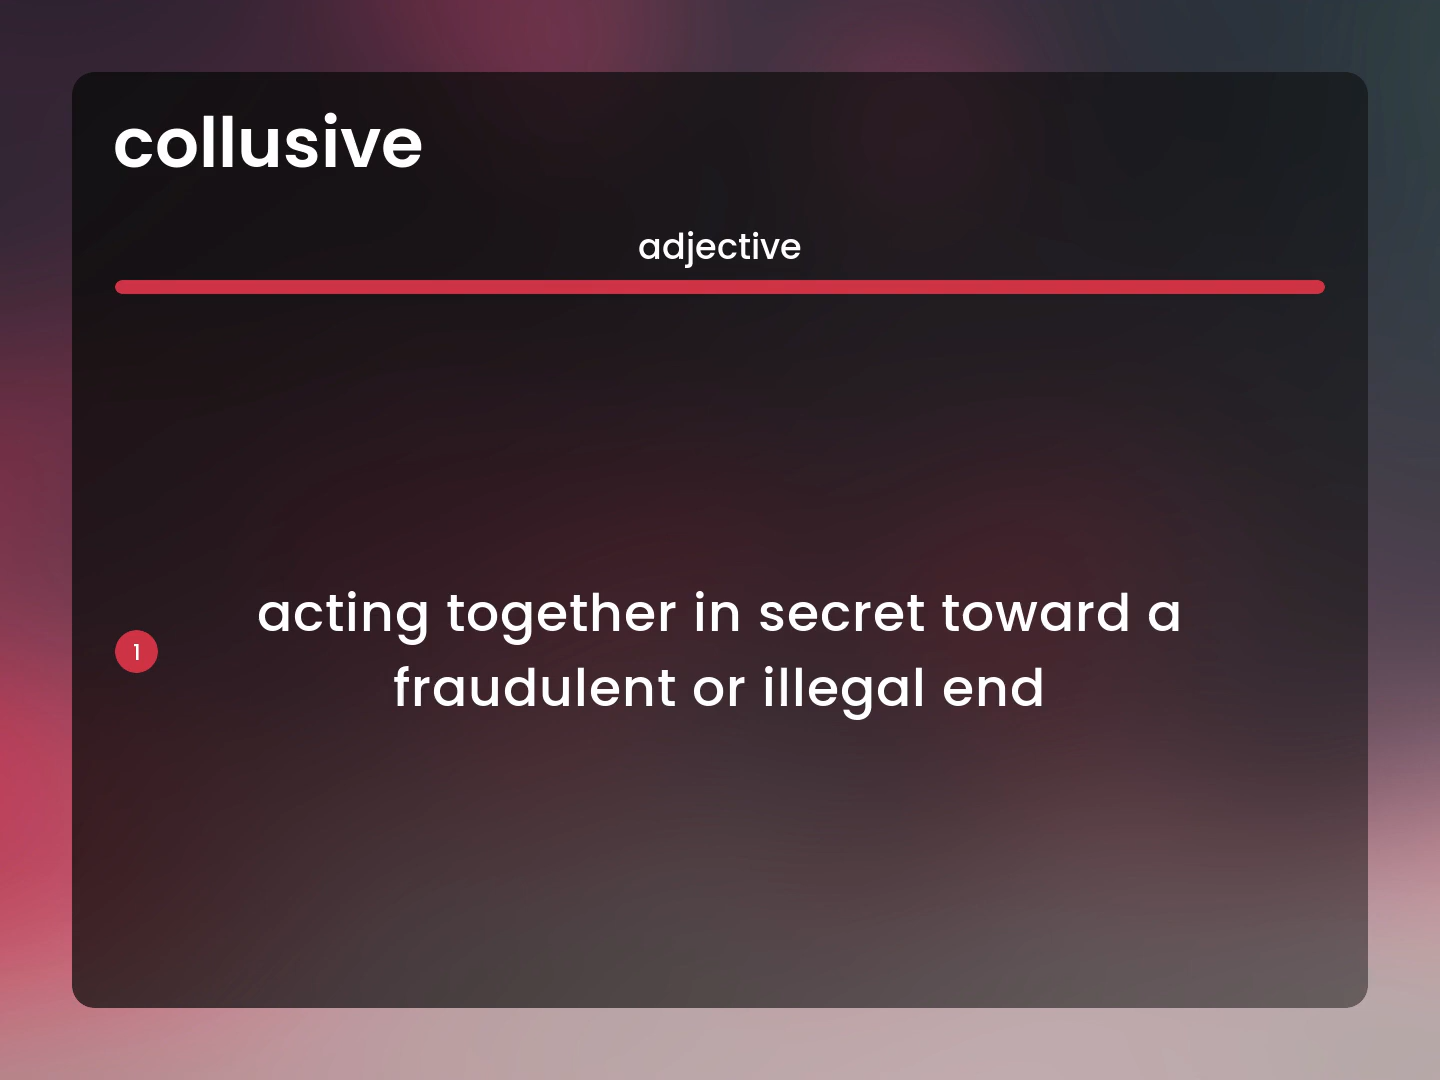 collusive
adjective
1
acting together in secret toward a
fraudulent or illegal end